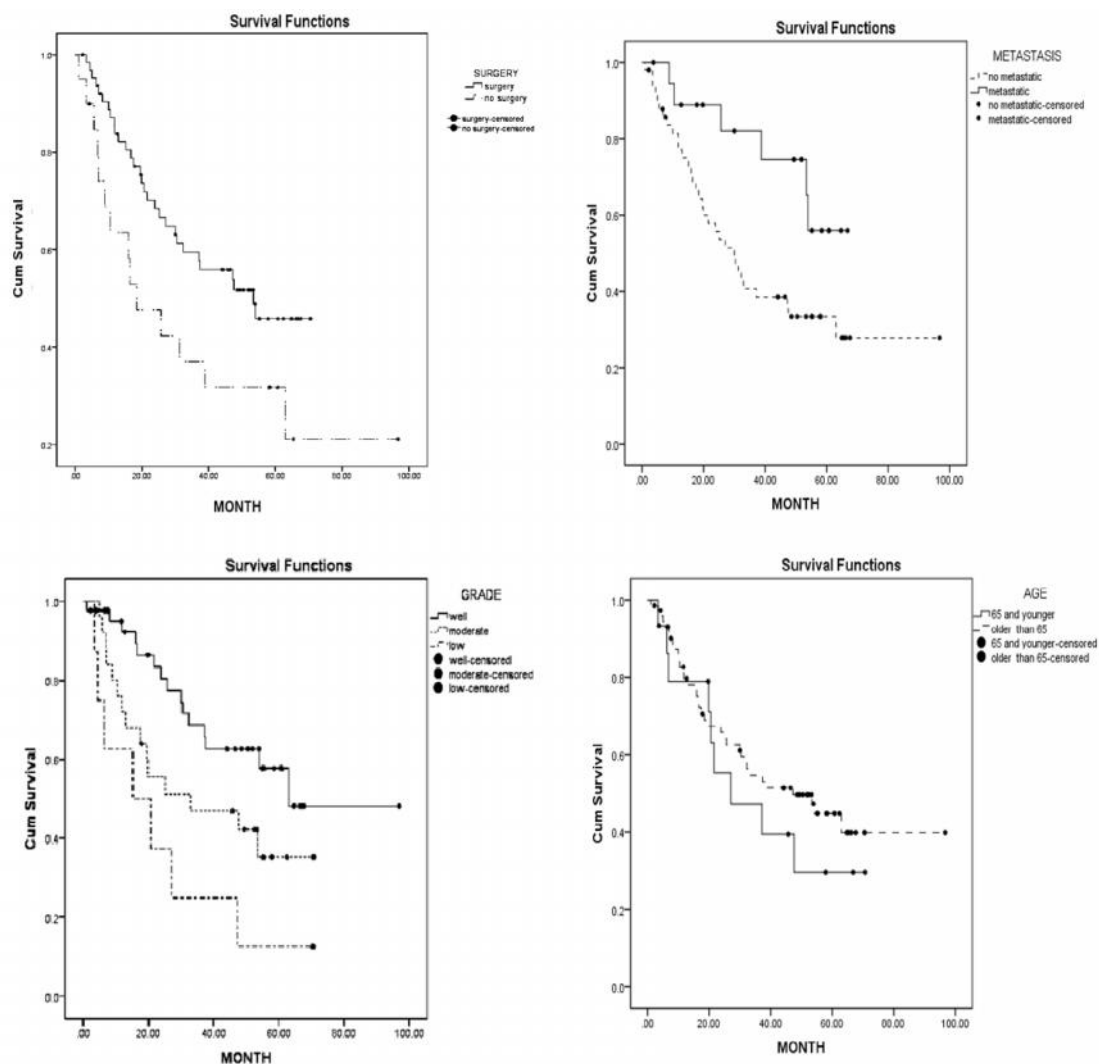 Survival Functions
SURGERY
surgery
no surgery
surgery-censored
no surgery-censored
Cum Survival
1.0
0.8
0.6
0.4
0.2
.00 20.00 40.00 60.00 80.00 100.00
MONTH
Survival Functions
METASTASIS
no metastatic
metastatic
no metastatic-censored
metastatic-censored
Cum Survival
1.0
0.8
0.6
0.4
0.2
0.0
.00 20.00 40.00 60.00 80.00 100.00
MONTH
Survival Functions
GRADE
well
moderate
low
well-censored
moderate-censored
low-censored
Cum Survival
1.0
0.8
0.6
0.4
0.2
0.0
.00 20.00 40.00 60.00 80.00 100.00
MONTH
Survival Functions
AGE
65 and younger
older than 65
65 and younger-censored
older than 65-censored
Cum Survival
1.0
0.8
0.6
0.4
0.2
0.0
.00 20.00 40.00 60.00 80.00 100.00
MONTH